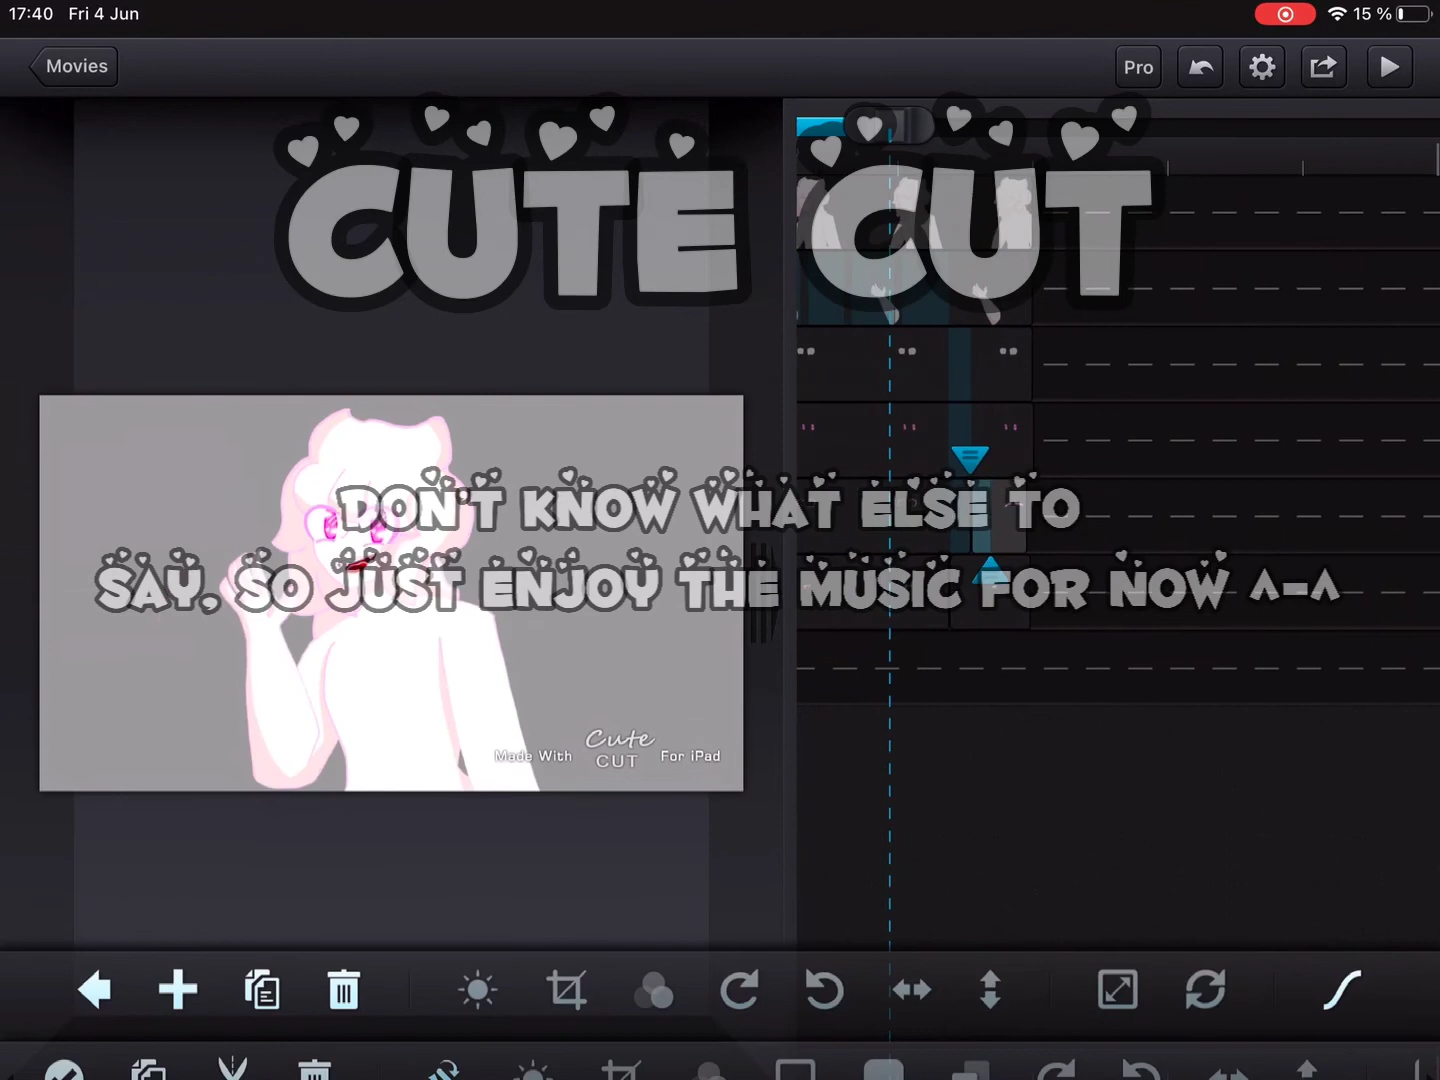 17:40 Fri 4 Jun 15 %
Movies Pro
CUTE CUT
DON'T KNOW WHAT ELSE TO
SAY, SO JUST ENJOY THE MUSIC FOR NOW ^-^
Made With Cute CUT For iPad